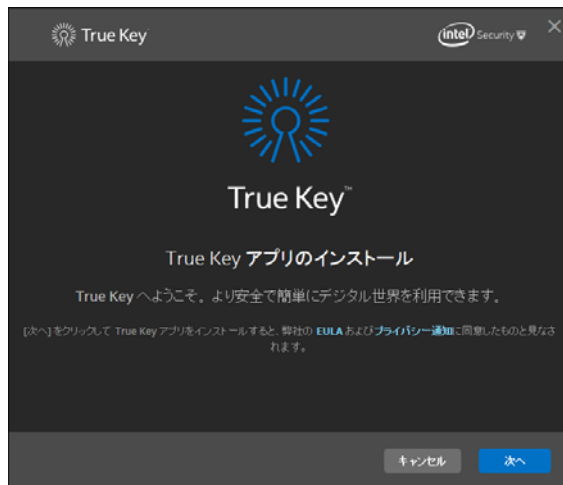 True Key
intel Security
True Key™
True Key アプリのインストール
True Key へようこそ。より安全で簡単にデジタル世界を利用できます。
[次へ] をクリックして True Key アプリをインストールすると、弊社の EULA およびプライバシー通知に同意したものと見なさ
れます。
キャンセル
次へ